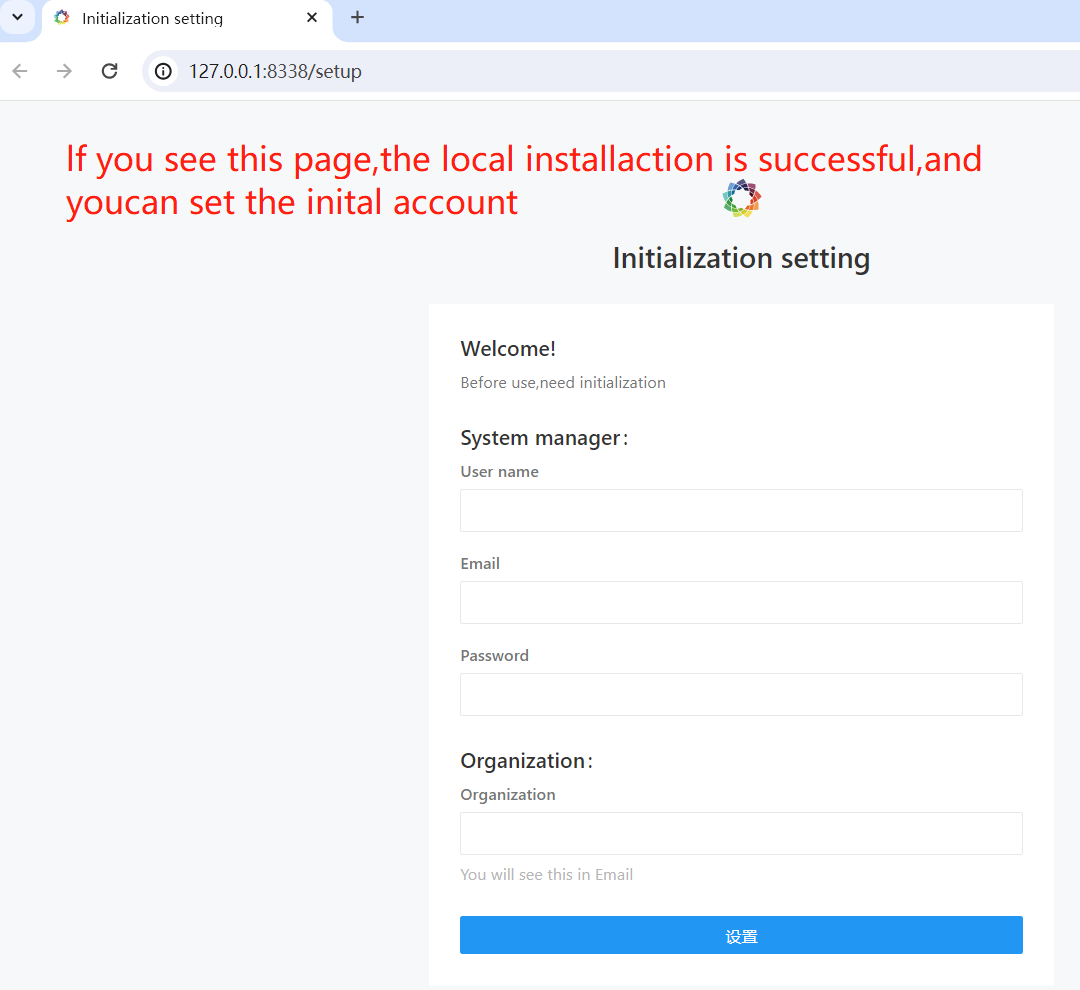 Initialization setting
127.0.0.1:8338/setup
If you see this page,the local installaction is successful,and
youcan set the inital account
Initialization setting
Welcome!
Before use,need initialization
System manager:
User name
Email
Password
Organization:
Organization
You will see this in Email
设置